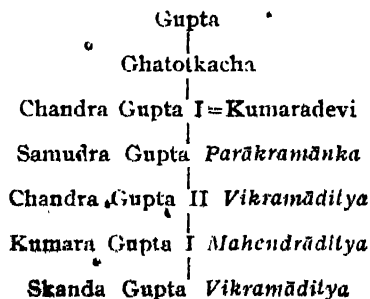 Gupta
Ghatotkacha
Chandra Gupta I=Kumaradevi
Samudra Gupta Parākramānka
Chandra Gupta II Vikramāditya
Kumara Gupta I Mahendrāditya
Skanda Gupta Vikramāditya